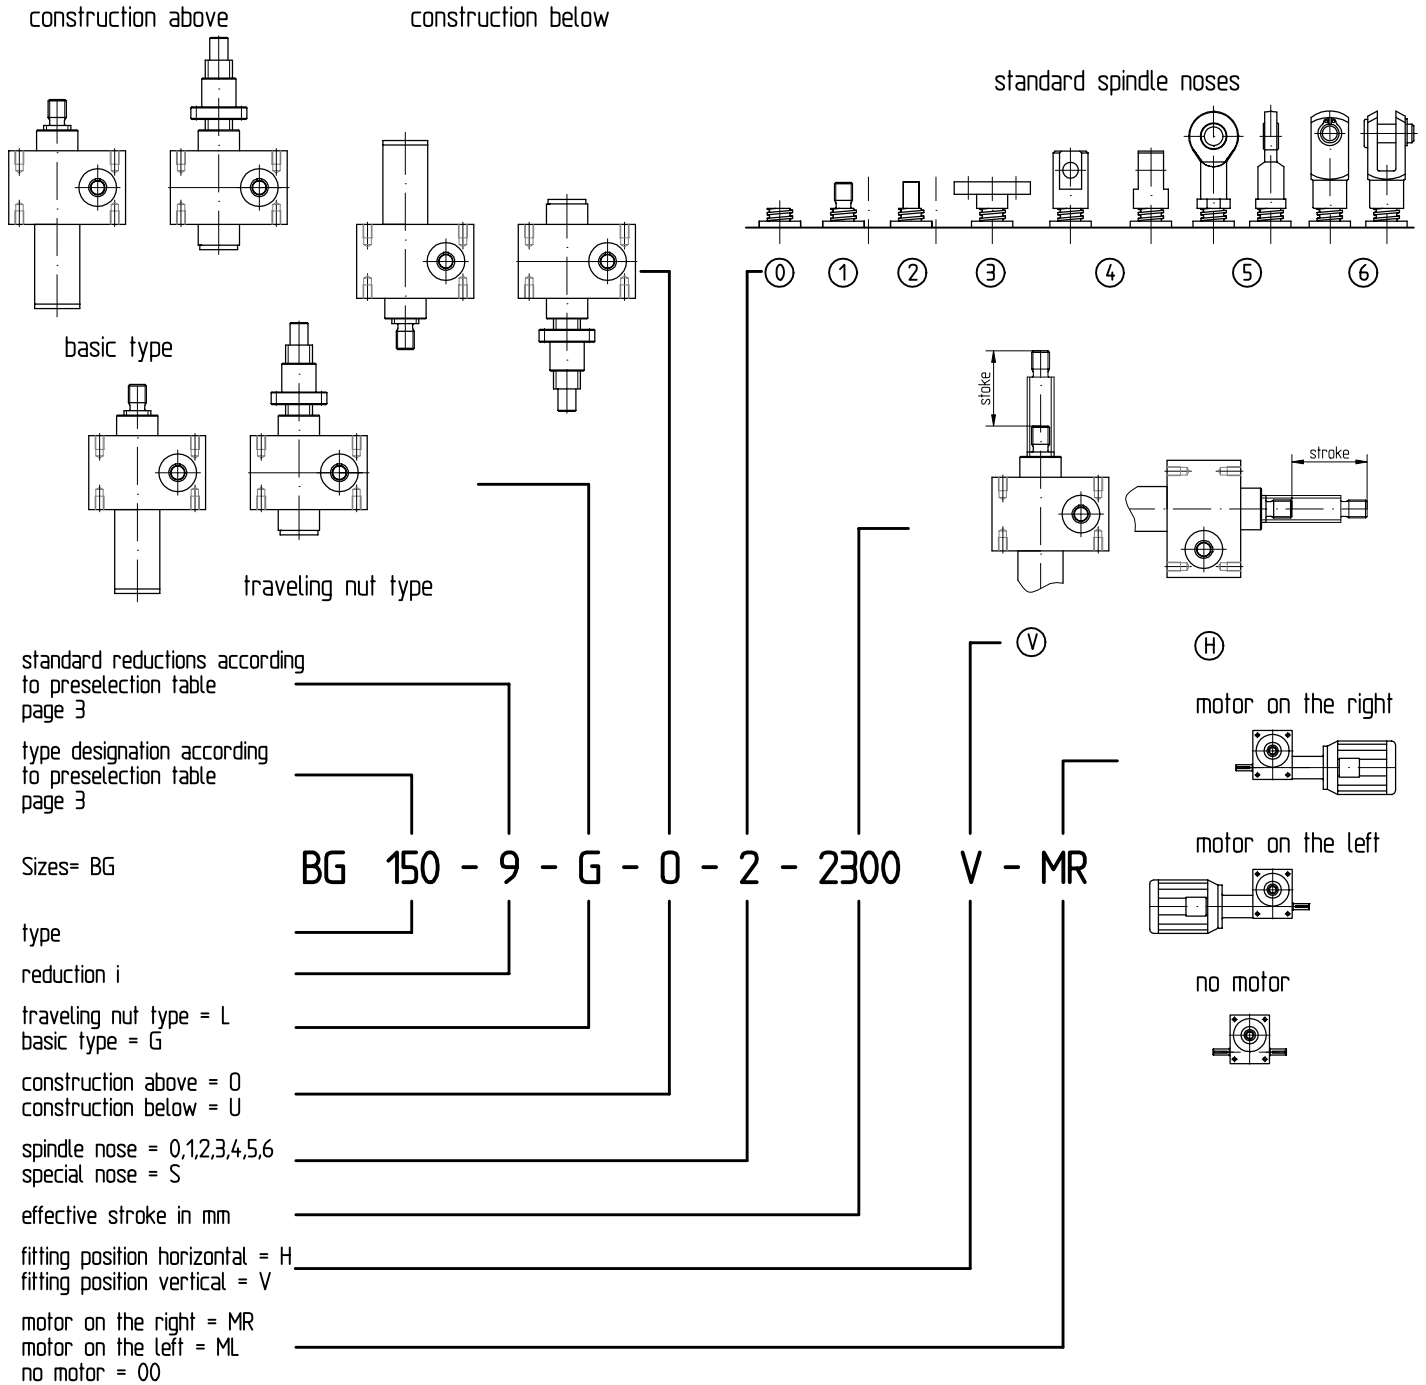 construction above
construction below
standard spindle noses
0 1 2 3 4 5 6
basic type
traveling nut type
stoke
stroke
V
H
standard reductions according
to preselection table
page 3
type designation according
to preselection table
page 3
motor on the right
motor on the left
no motor
Sizes= BG
BG 150 - 9 - G - O - 2 - 2300 V - MR
type
reduction i
traveling nut type = L
basic type = G
construction above = O
construction below = U
spindle nose = 0,1,2,3,4,5,6
special nose = S
effective stroke in mm
fitting position horizontal = H
fitting position vertical = V
motor on the right = MR
motor on the left = ML
no motor = 00